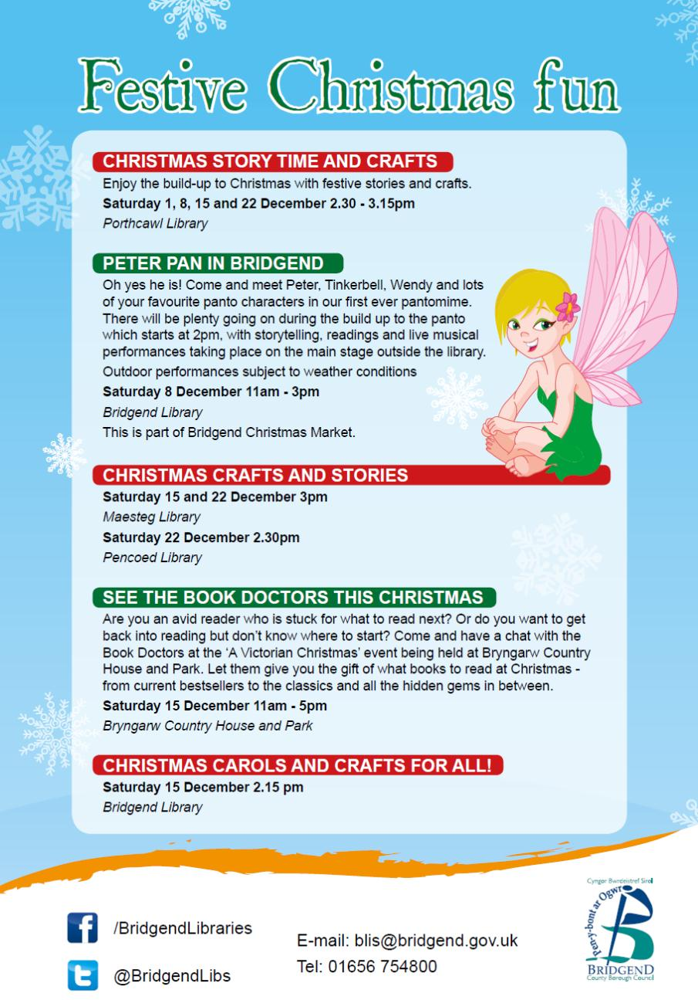 Festive Christmas fun
CHRISTMAS STORY TIME AND CRAFTS
Enjoy the build-up to Christmas with festive stories and crafts.
Saturday 1, 8, 15 and 22 December 2.30 - 3.15pm
Porthcawl Library
PETER PAN IN BRIDGEND
Oh yes he is! Come and meet Peter, Tinkerbell, Wendy and lots
of your favourite panto characters in our first ever pantomime.
There will be plenty going on during the build up to the panto
which starts at 2pm, with storytelling, readings and live musical
performances taking place on the main stage outside the library.
Outdoor performances subject to weather conditions
Saturday 8 December 11am - 3pm
Bridgend Library
This is part of Bridgend Christmas Market.
CHRISTMAS CRAFTS AND STORIES
Saturday 15 and 22 December 3pm
Maesteg Library
Saturday 22 December 2.30pm
Pencoed Library
SEE THE BOOK DOCTORS THIS CHRISTMAS
Are you an avid reader who is stuck for what to read next? Or do you want to get
back into reading but don't know where to start? Come and have a chat with the
Book Doctors at the 'A Victorian Christmas' event being held at Bryngarw Country
House and Park. Let them give you the gift of what books to read at Christmas -
from current bestsellers to the classics and all the hidden gems in between.
Saturday 15 December 11am - 5pm
Bryngarw Country House and Park
CHRISTMAS CAROLS AND CRAFTS FOR ALL!
Saturday 15 December 2.15 pm
Bridgend Library
/BridgendLibraries
@BridgendLibs
E-mail: blis@bridgend.gov.uk
Tel: 01656 754800
Cyngor Bwrdeistref Sirol
Pen-y-bont ar Ogwr
BRIDGEND
County Borough Council